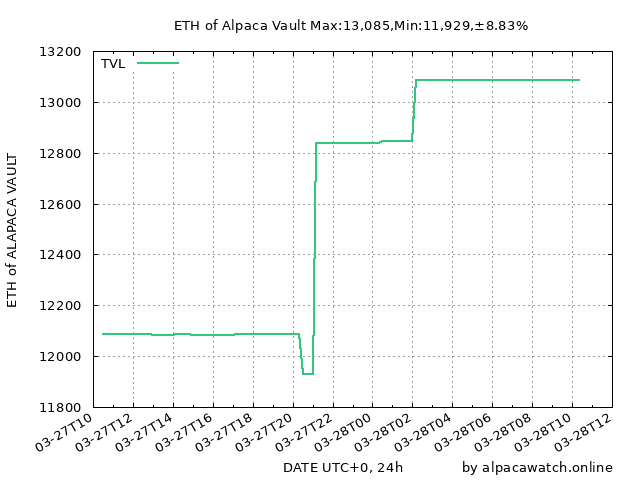 ETH of Alpaca Vault Max:13,085,Min:11,929,±8.83%
TVL
13200
13000
12800
12600
12400
12200
12000
11800
ETH of ALAPACA VAULT
03-27T10
03-27T12
03-27T14
03-27T16
03-27T18
03-27T20
03-27T22
03-28T00
03-28T02
03-28T04
03-28T06
03-28T08
03-28T10
03-28T12
DATE UTC+0, 24h
by alpacawatch.online